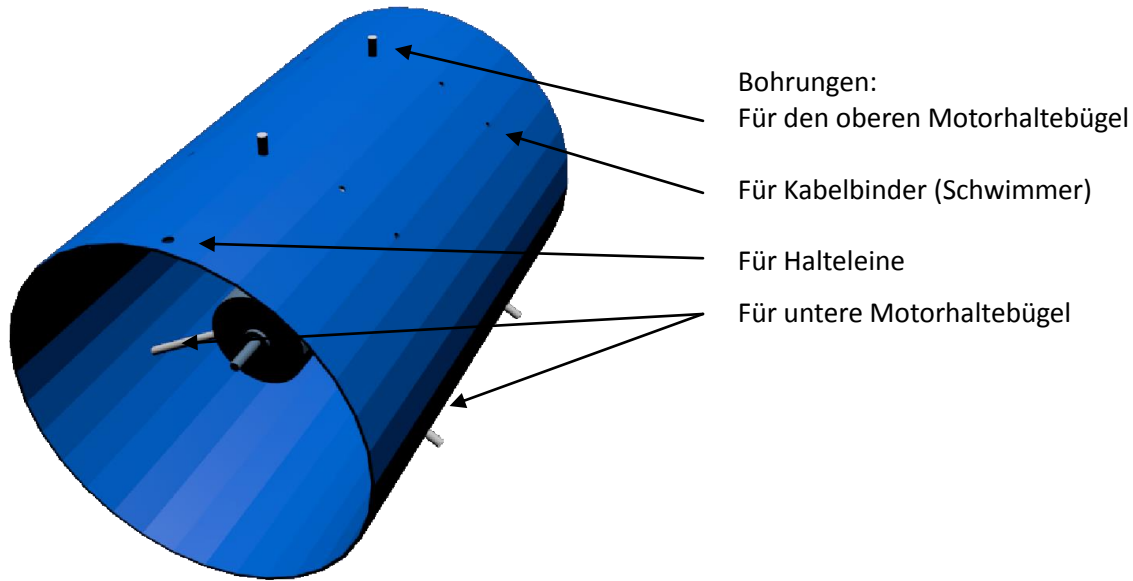 Bohrungen:
Für den oberen Motorhaltebügel
Für Kabelbinder (Schwimmer)
Für Halteleine
Für untere Motorhaltebügel